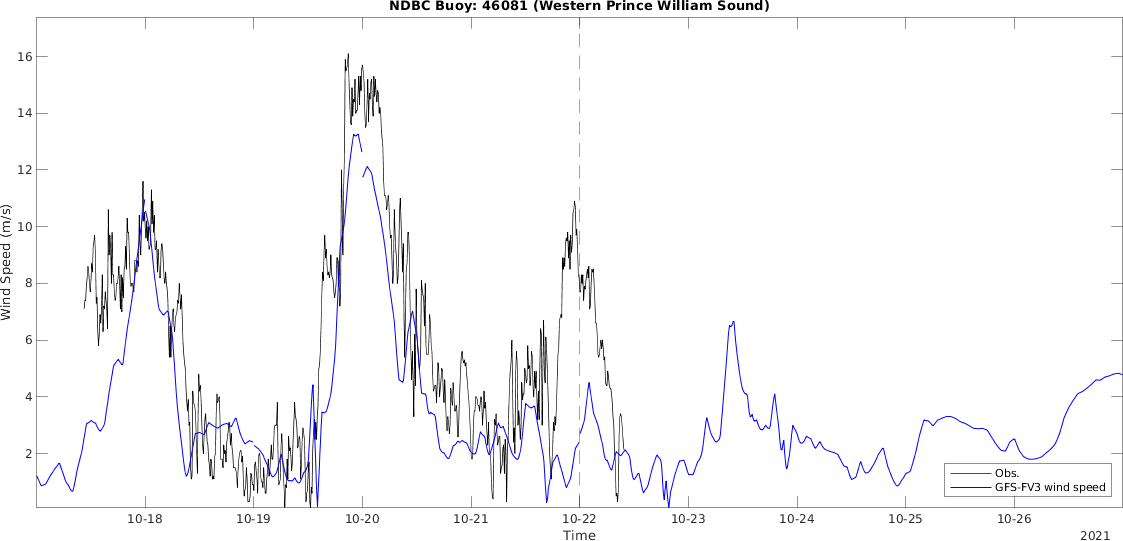 NDBC Buoy: 46081 (Western Prince William Sound)
Wind Speed (m/s)
16
14
12
10
8
6
4
2
10-18 10-19 10-20 10-21 10-22 10-23 10-24 10-25 10-26
Time
2021
Obs.
GFS-FV3 wind speed